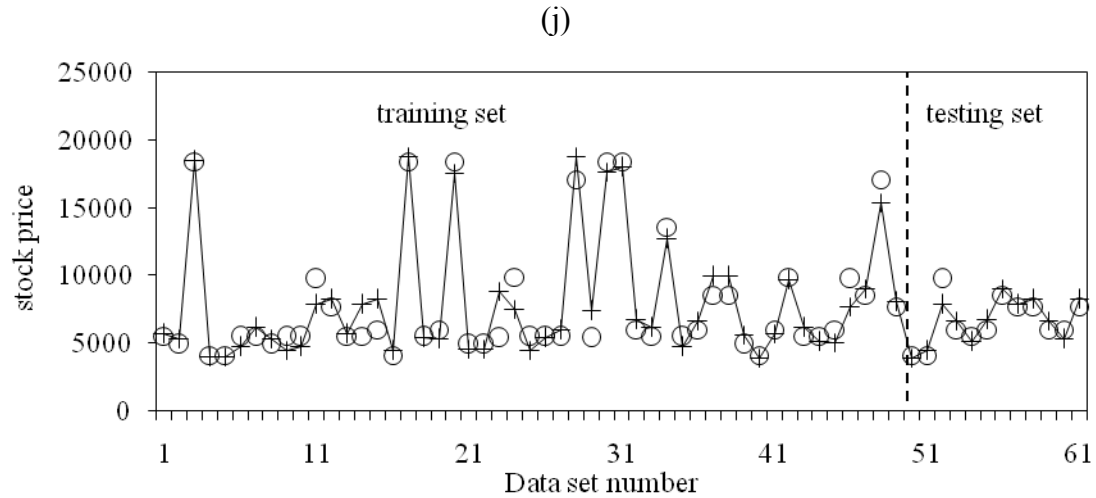 (j)
25000
training set
testing set
20000
15000
stock price
10000
5000
0
1 11 21 31 41 51 61
Data set number